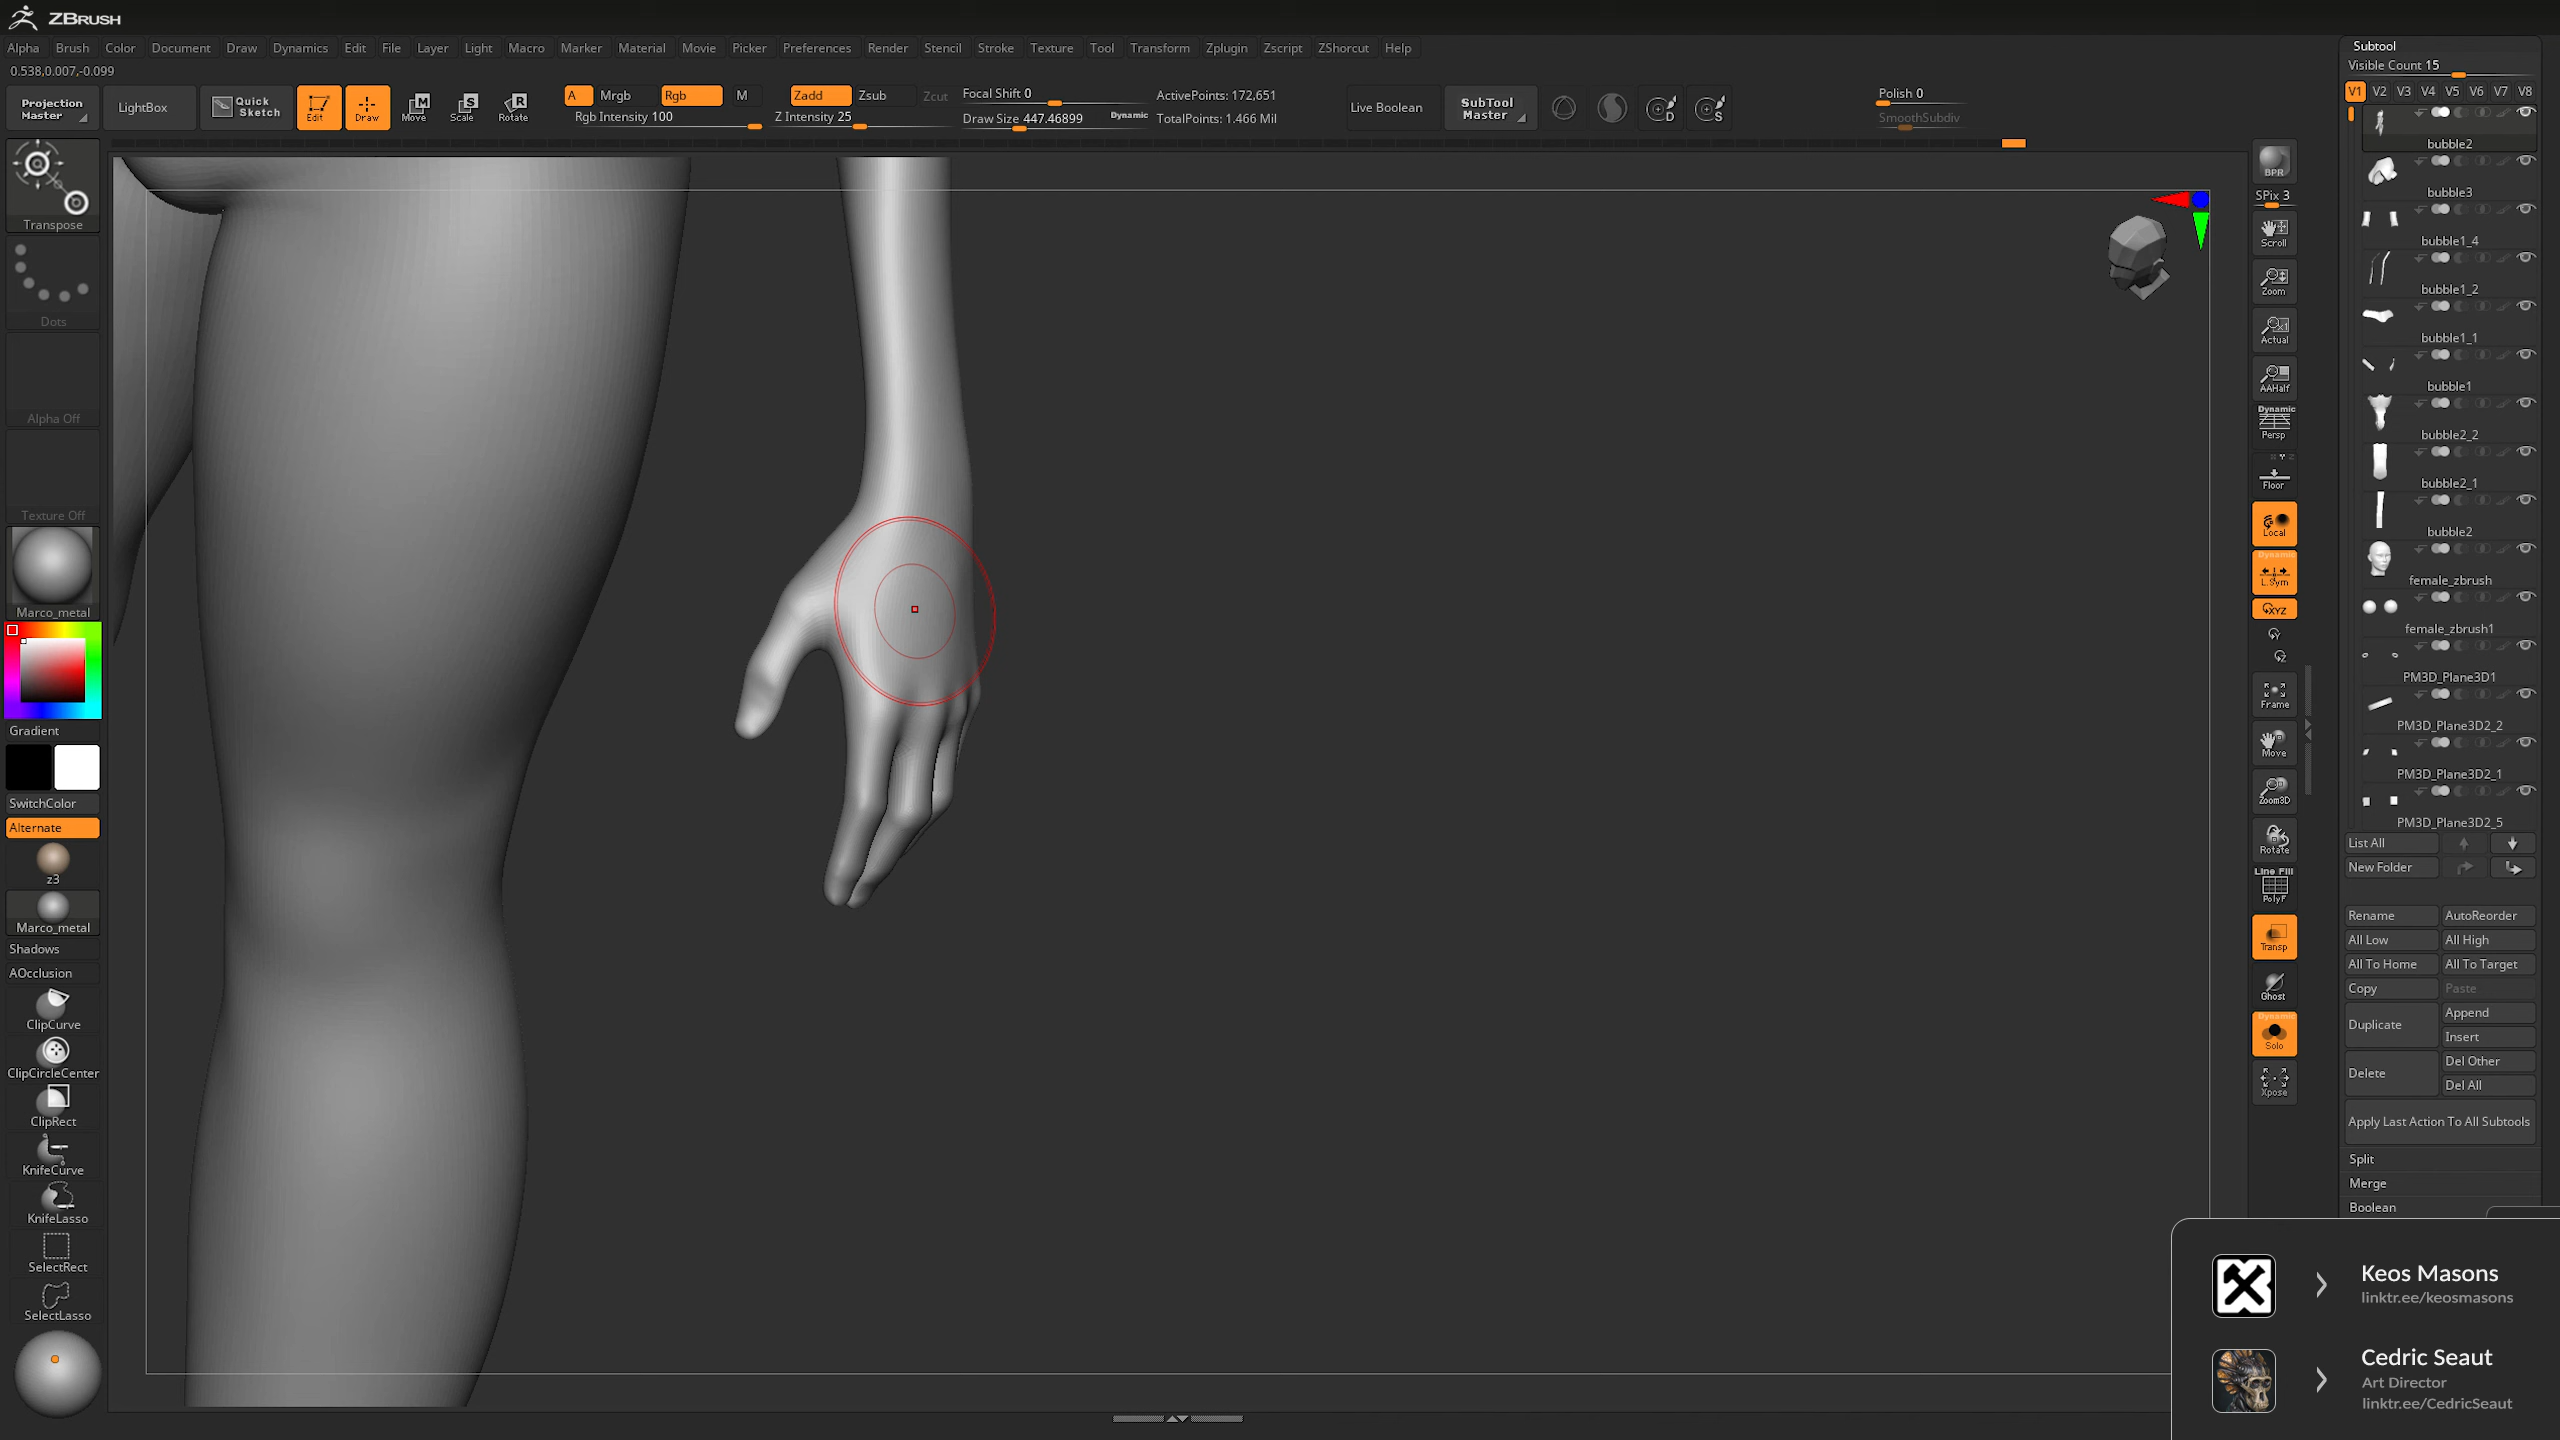 ZBRUSH
Alpha Brush Color Document Draw Dynamics Edit File Layer Light Macro Marker Material Movie Picker Preferences Render Stencil Stroke Texture Tool Transform Zplugin Zscript ZShorcut Help
0.538,0.007,-0.099
Projection Master
LightBox
Quick Sketch
Edit
Draw
Move
Scale
Rotate
A Mrgb Rgb M
Rgb Intensity 100
Zadd Zsub Zcut
Z Intensity 25
Focal Shift 0
Draw Size 447.46899 Dynamic
ActivePoints: 172,651
TotalPoints: 1.466 Mil
Live Boolean
SubTool Master
D
S
Polish 0
SmoothSubdiv
Transpose
Dots
Alpha Off
Texture Off
Marco_metal
Gradient
SwitchColor
Alternate
z3
Marco_metal
Shadows
AOcclusion
ClipCurve
ClipCircleCenter
ClipRect
KnifeCurve
KnifeLasso
SelectRect
SelectLasso
BPR
SPix 3
Scroll
Zoom
Actual
AAHalf
Dynamic
Persp
Floor
Local
Dynamic
L.Sym
XYZ
Y
Z
Frame
Move
Zoom3D
Rotate
Line Fill
PolyF
Transp
Ghost
Dynamic
Solo
Xpose
Subtool
Visible Count 15
V1 V2 V3 V4 V5 V6 V7 V8
bubble2
bubble3
bubble1_4
bubble1_2
bubble1_1
bubble1
bubble2_2
bubble2_1
bubble2
female_zbrush
female_zbrush1
PM3D_Plane3D1
PM3D_Plane3D2_2
PM3D_Plane3D2_1
PM3D_Plane3D2_5
List All
New Folder
Rename AutoReorder
All Low All High
All To Home All To Target
Copy Paste
Duplicate Append
Insert
Delete Del Other
Del All
Apply Last Action To All Subtools
Split
Merge
Boolean
Keos Masons
linktr.ee/keosmasons
Cedric Seaut
Art Director
linktr.ee/CedricSeaut